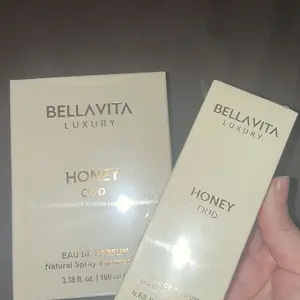 BELLAVITA
LUXURY
HONEY
OUD
EAU DE PARFUM
Natural Spray
3.38 fl. oz. | 100 ml
BELLAVITA
LUXURY
HONEY
OUD